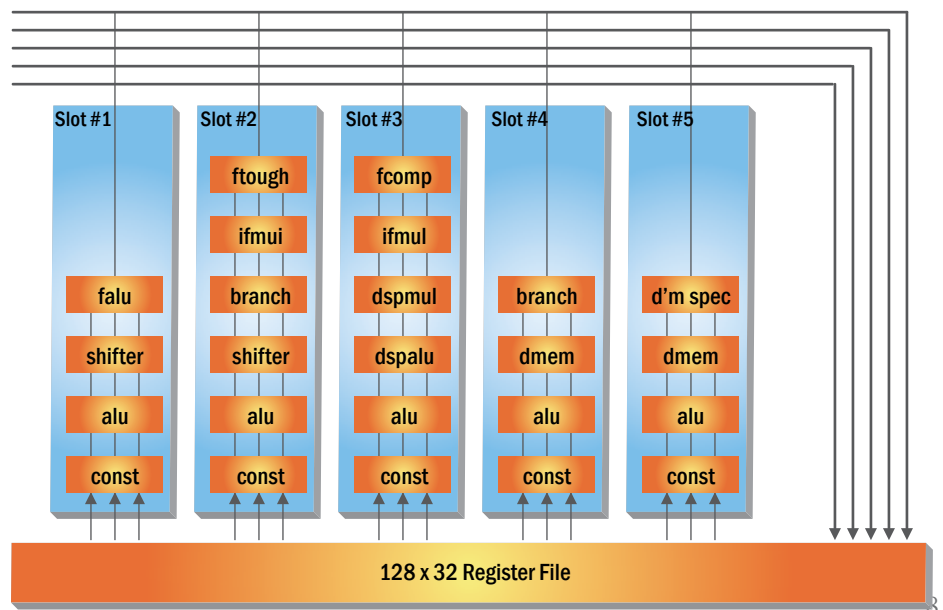 Slot #1
falu
shifter
alu
const
Slot #2
ftough
ifmui
branch
shifter
alu
const
Slot #3
fcomp
ifmul
dspmul
dspalu
alu
const
Slot #4
branch
dmem
alu
const
Slot #5
d'm spec
dmem
alu
const
128 x 32 Register File